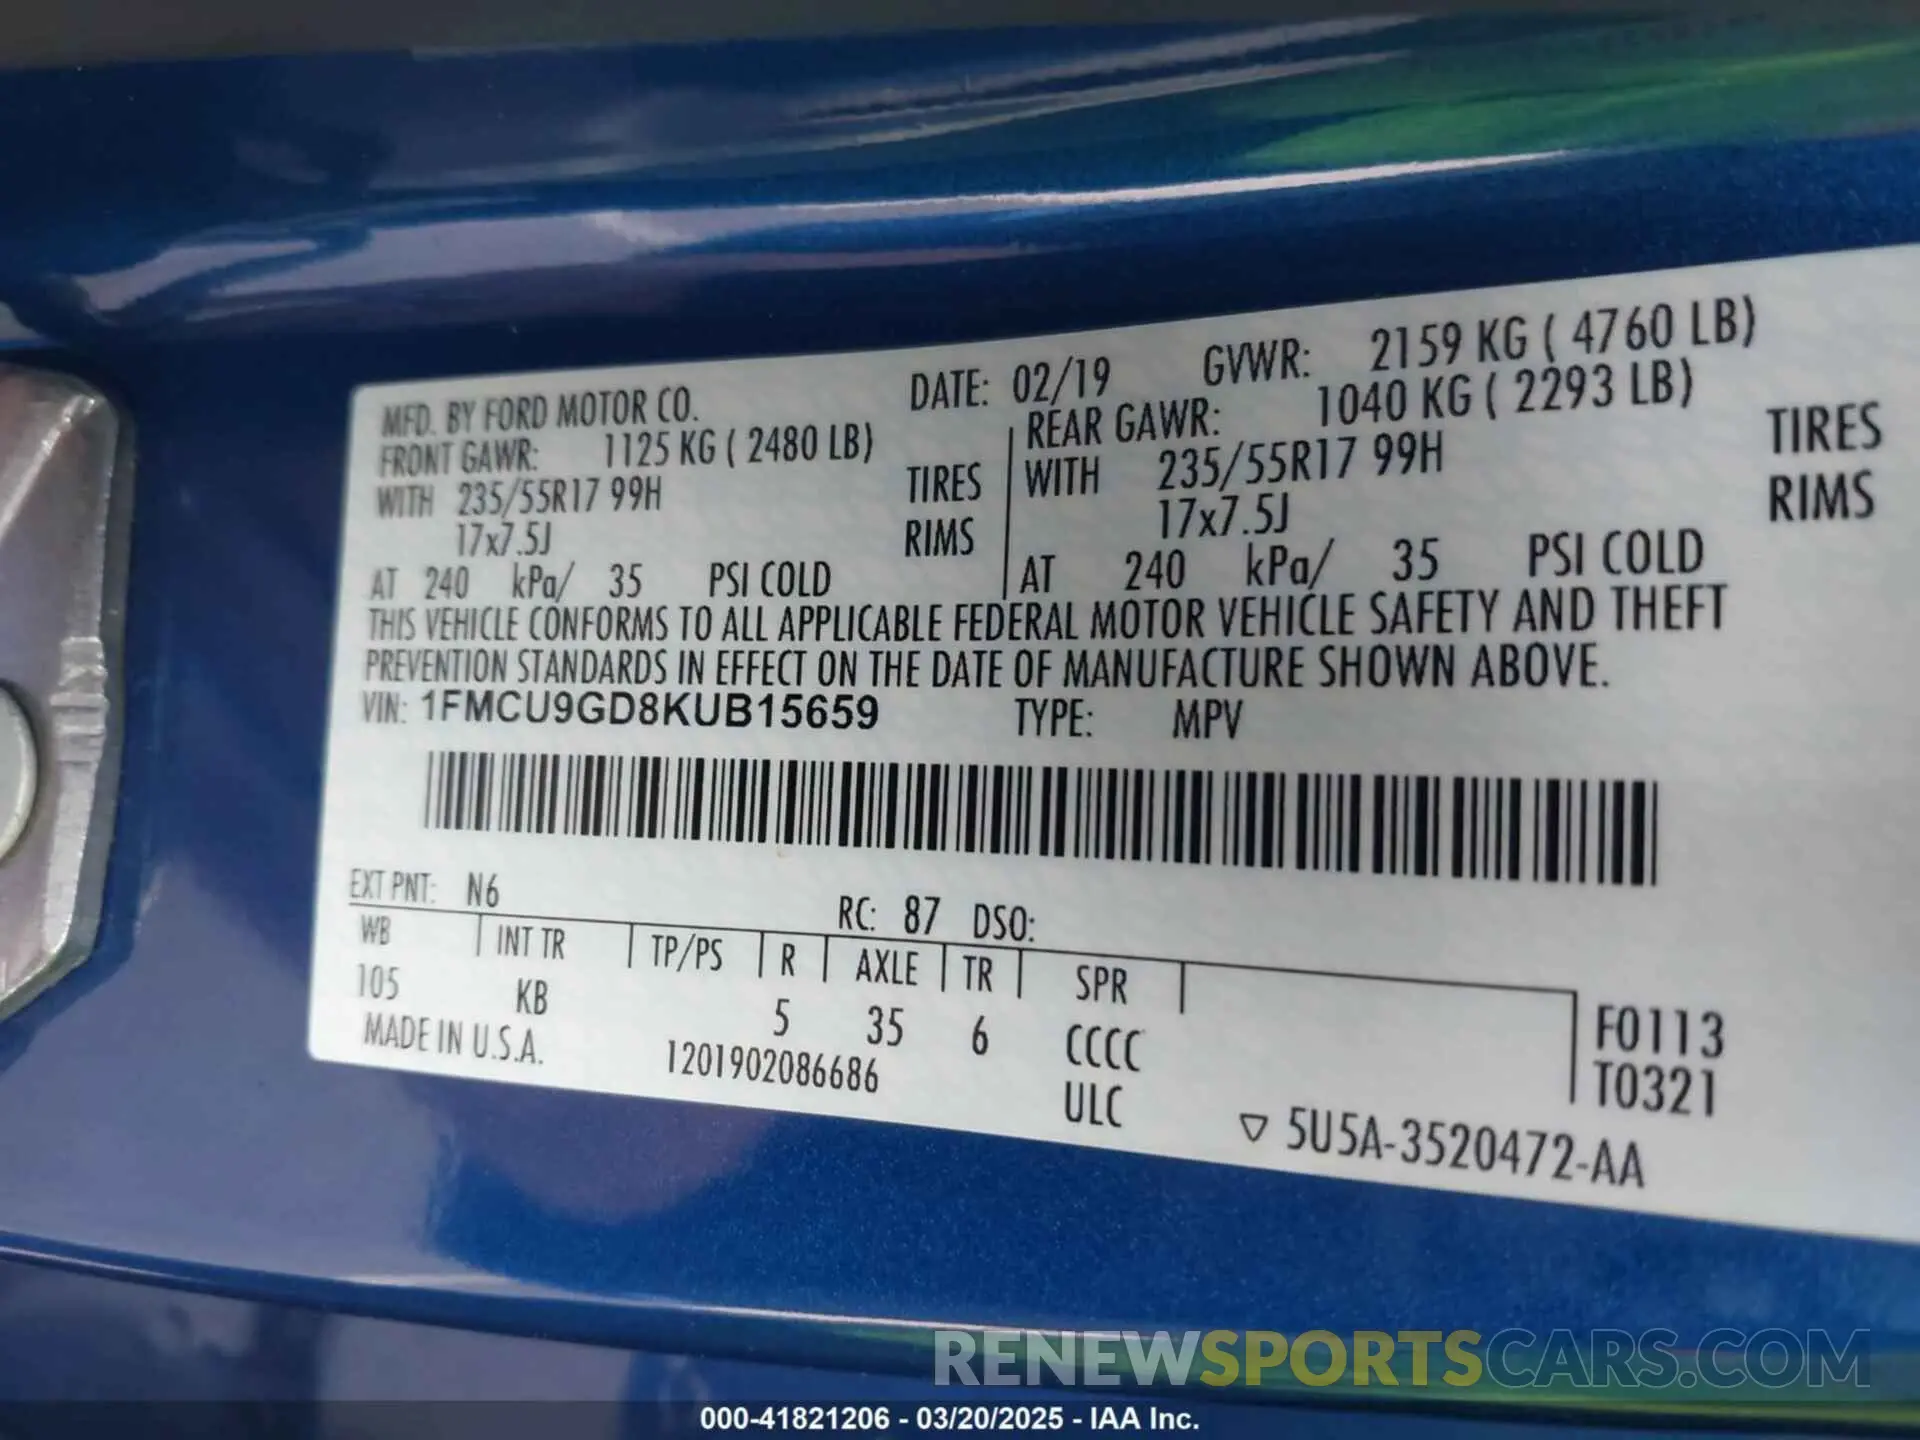 MFD. BY FORD MOTOR CO. DATE: 02/19 GVWR: 2159 KG ( 4760 LB)
FRONT GAWR: 1125 KG ( 2480 LB) REAR GAWR: 1040 KG ( 2293 LB)
WITH 235/55R17 99H TIRES WITH 235/55R17 99H TIRES
17x7.5J RIMS 17x7.5J RIMS
AT 240 kPa/ 35 PSI COLD AT 240 kPa/ 35 PSI COLD
THIS VEHICLE CONFORMS TO ALL APPLICABLE FEDERAL MOTOR VEHICLE SAFETY AND THEFT
PREVENTION STANDARDS IN EFFECT ON THE DATE OF MANUFACTURE SHOWN ABOVE.
VIN: 1FMCU9GD8KUB15659 TYPE: MPV
EXT PNT: N6 RC: 87 DSO:
WB INT TR TP/PS R AXLE TR SPR
105 KB 5 35 6 CCCC F0113
MADE IN U.S.A. 1201902086686 ULC T0321
▽ 5U5A-3520472-AA
RENEWSPORTSCARS.COM
000-41821206 - 03/20/2025 - IAA Inc.